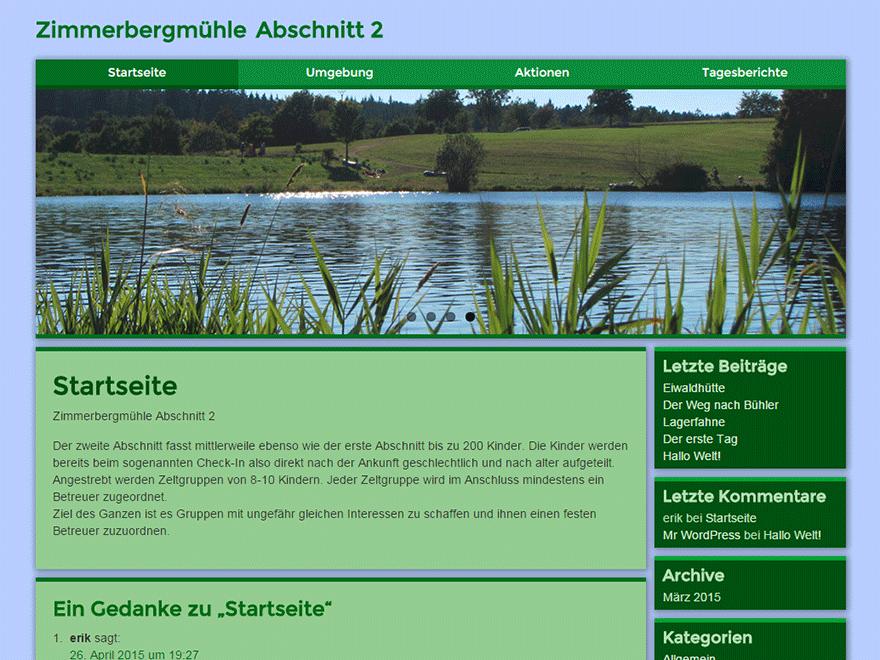 Zimmerbergmühle Abschnitt 2
Startseite Umgebung Aktionen Tagesberichte
Startseite
Zimmerbergmühle Abschnitt 2
Der zweite Abschnitt fasst mittlerweile ebenso wie der erste Abschnitt bis zu 200 Kinder. Die Kinder werden
bereits beim sogenannten Check-In also direkt nach der Ankunft geschlechtlich und nach alter aufgeteilt.
Angestrebt werden Zeltgruppen von 8-10 Kindern. Jeder Zeltgruppe wird im Anschluss mindestens ein
Betreuer zugeordnet.
Ziel des Ganzen ist es Gruppen mit ungefähr gleichen Interessen zu schaffen und ihnen einen festen
Betreuer zuzuordnen.
Ein Gedanke zu „Startseite“
1. erik sagt:
26. April 2015 um 19:27
Letzte Beiträge
Eiwaldhütte
Der Weg nach Bühler
Lagerfahne
Der erste Tag
Hallo Welt!
Letzte Kommentare
erik bei Startseite
Mr WordPress bei Hallo Welt!
Archive
März 2015
Kategorien
Allgemein